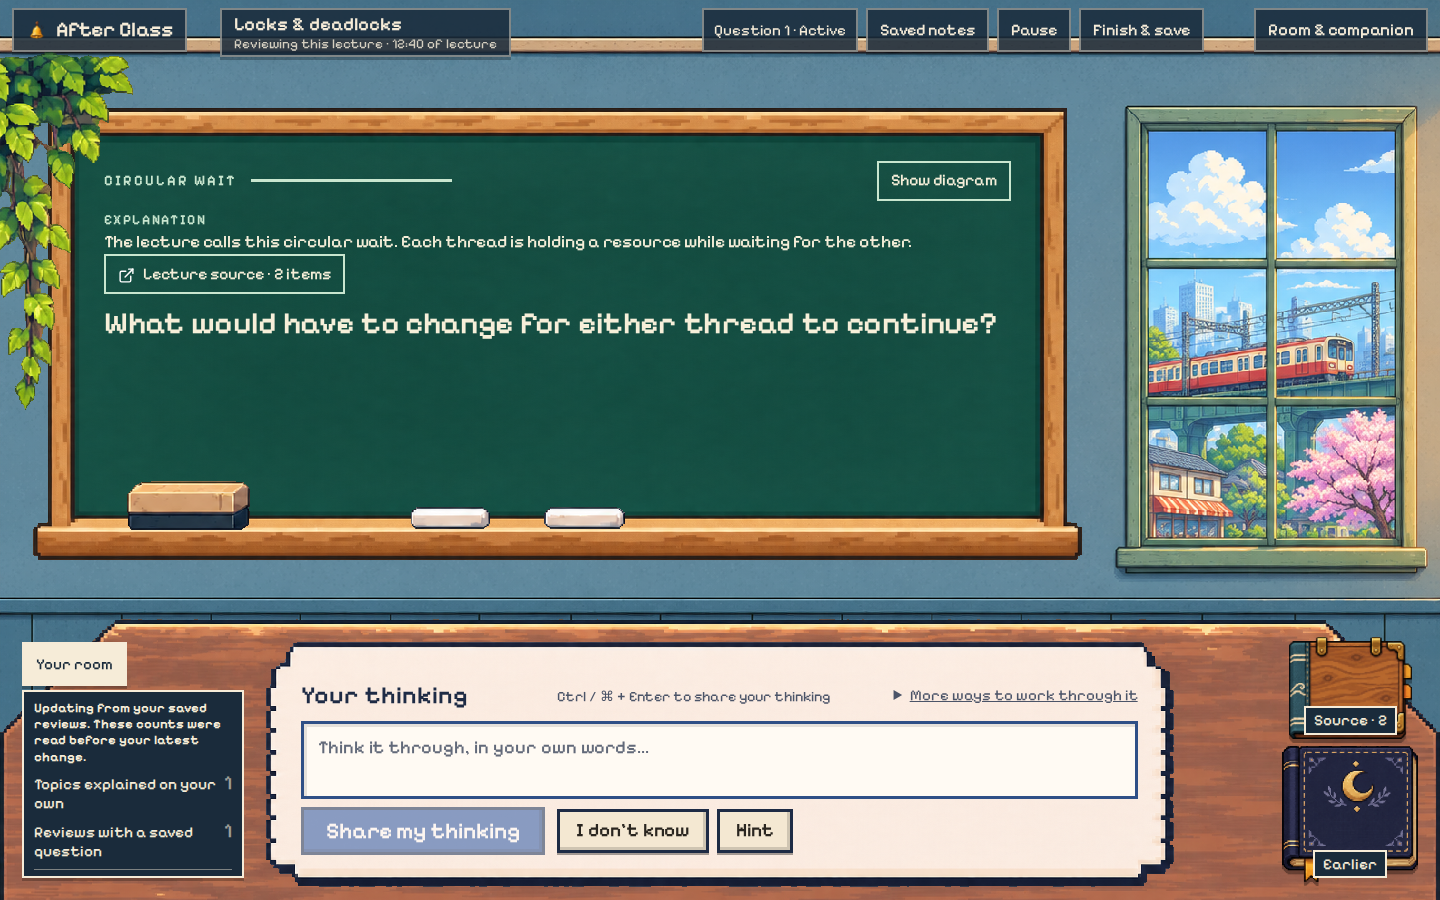 After Class
Locks & deadlocks
Reviewing this lecture · 12:40 of lecture
Question 1 · Active
Saved notes
Pause
Finish & save
Room & companion
CIRCULAR WAIT
Show diagram
EXPLANATION
The lecture calls this circular wait. Each thread is holding a resource while waiting for the other.
Lecture source · 2 items
What would have to change for either thread to continue?
Your room
Updating from your saved
reviews. These counts were
read before your latest
change.
Topics explained on your 1
own
Reviews with a saved 1
question
Your thinking
Ctrl / ⌘ + Enter to share your thinking
More ways to work through it
Think it through, in your own words...
Share my thinking
I don't know
Hint
Source · 2
Earlier